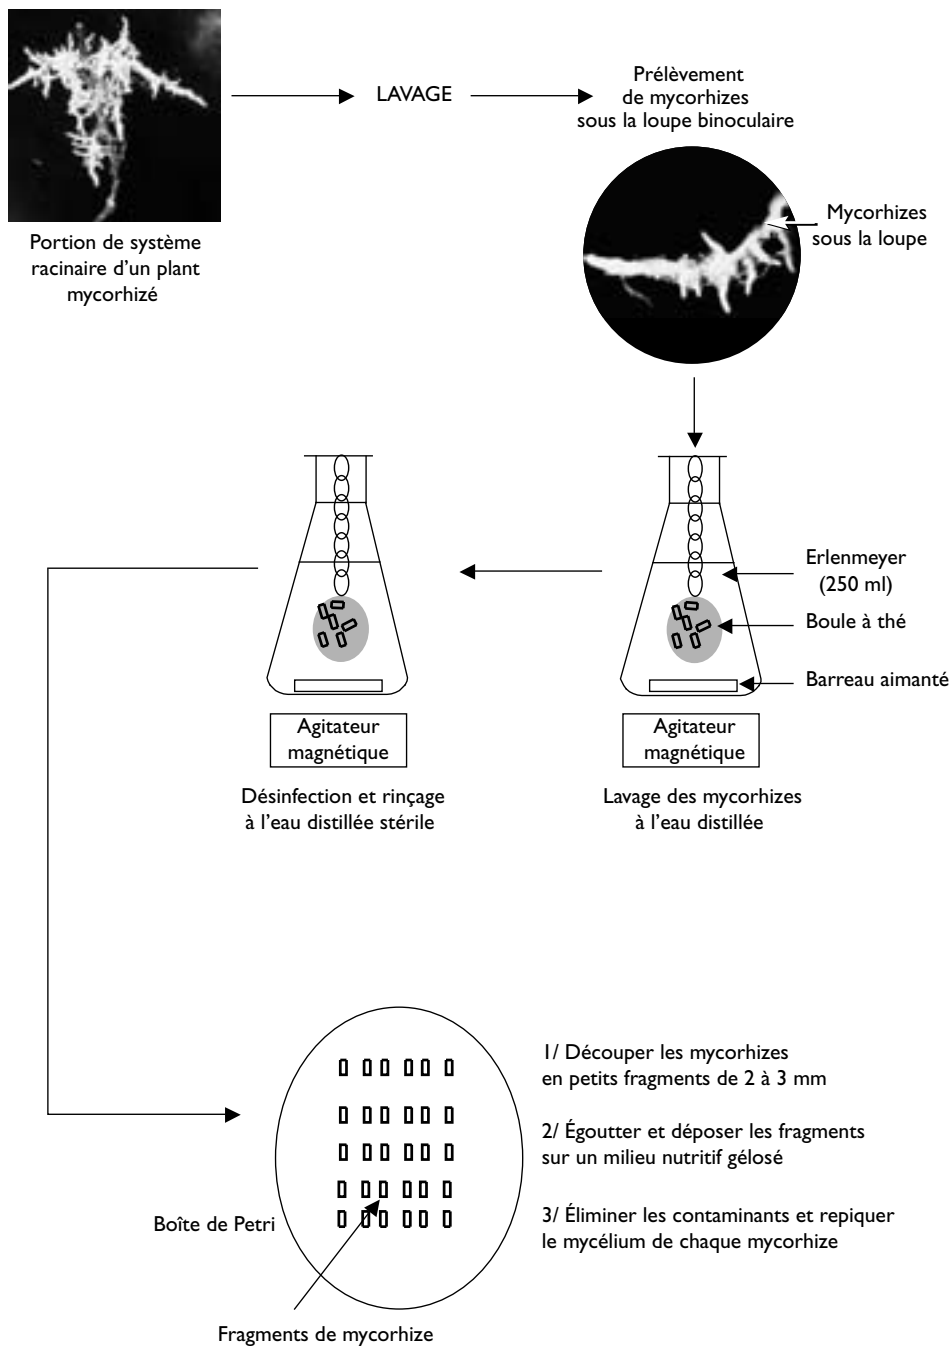 LAVAGE
Prélèvement
de mycorhizes
sous la loupe binoculaire
Portion de système
racinaire d'un plant
mycorhizé
Mycorhizes
sous la loupe
Erlenmeyer
(250 ml)
Boule à thé
Barreau aimanté
Agitateur
magnétique
Désinfection et rinçage
à l'eau distillée stérile
Agitateur
magnétique
Lavage des mycorhizes
à l'eau distillée
1/ Découper les mycorhizes
en petits fragments de 2 à 3 mm
2/ Égoutter et déposer les fragments
sur un milieu nutritif gélosé
3/ Éliminer les contaminants et repiquer
le mycélium de chaque mycorhize
Boîte de Petri
Fragments de mycorhize